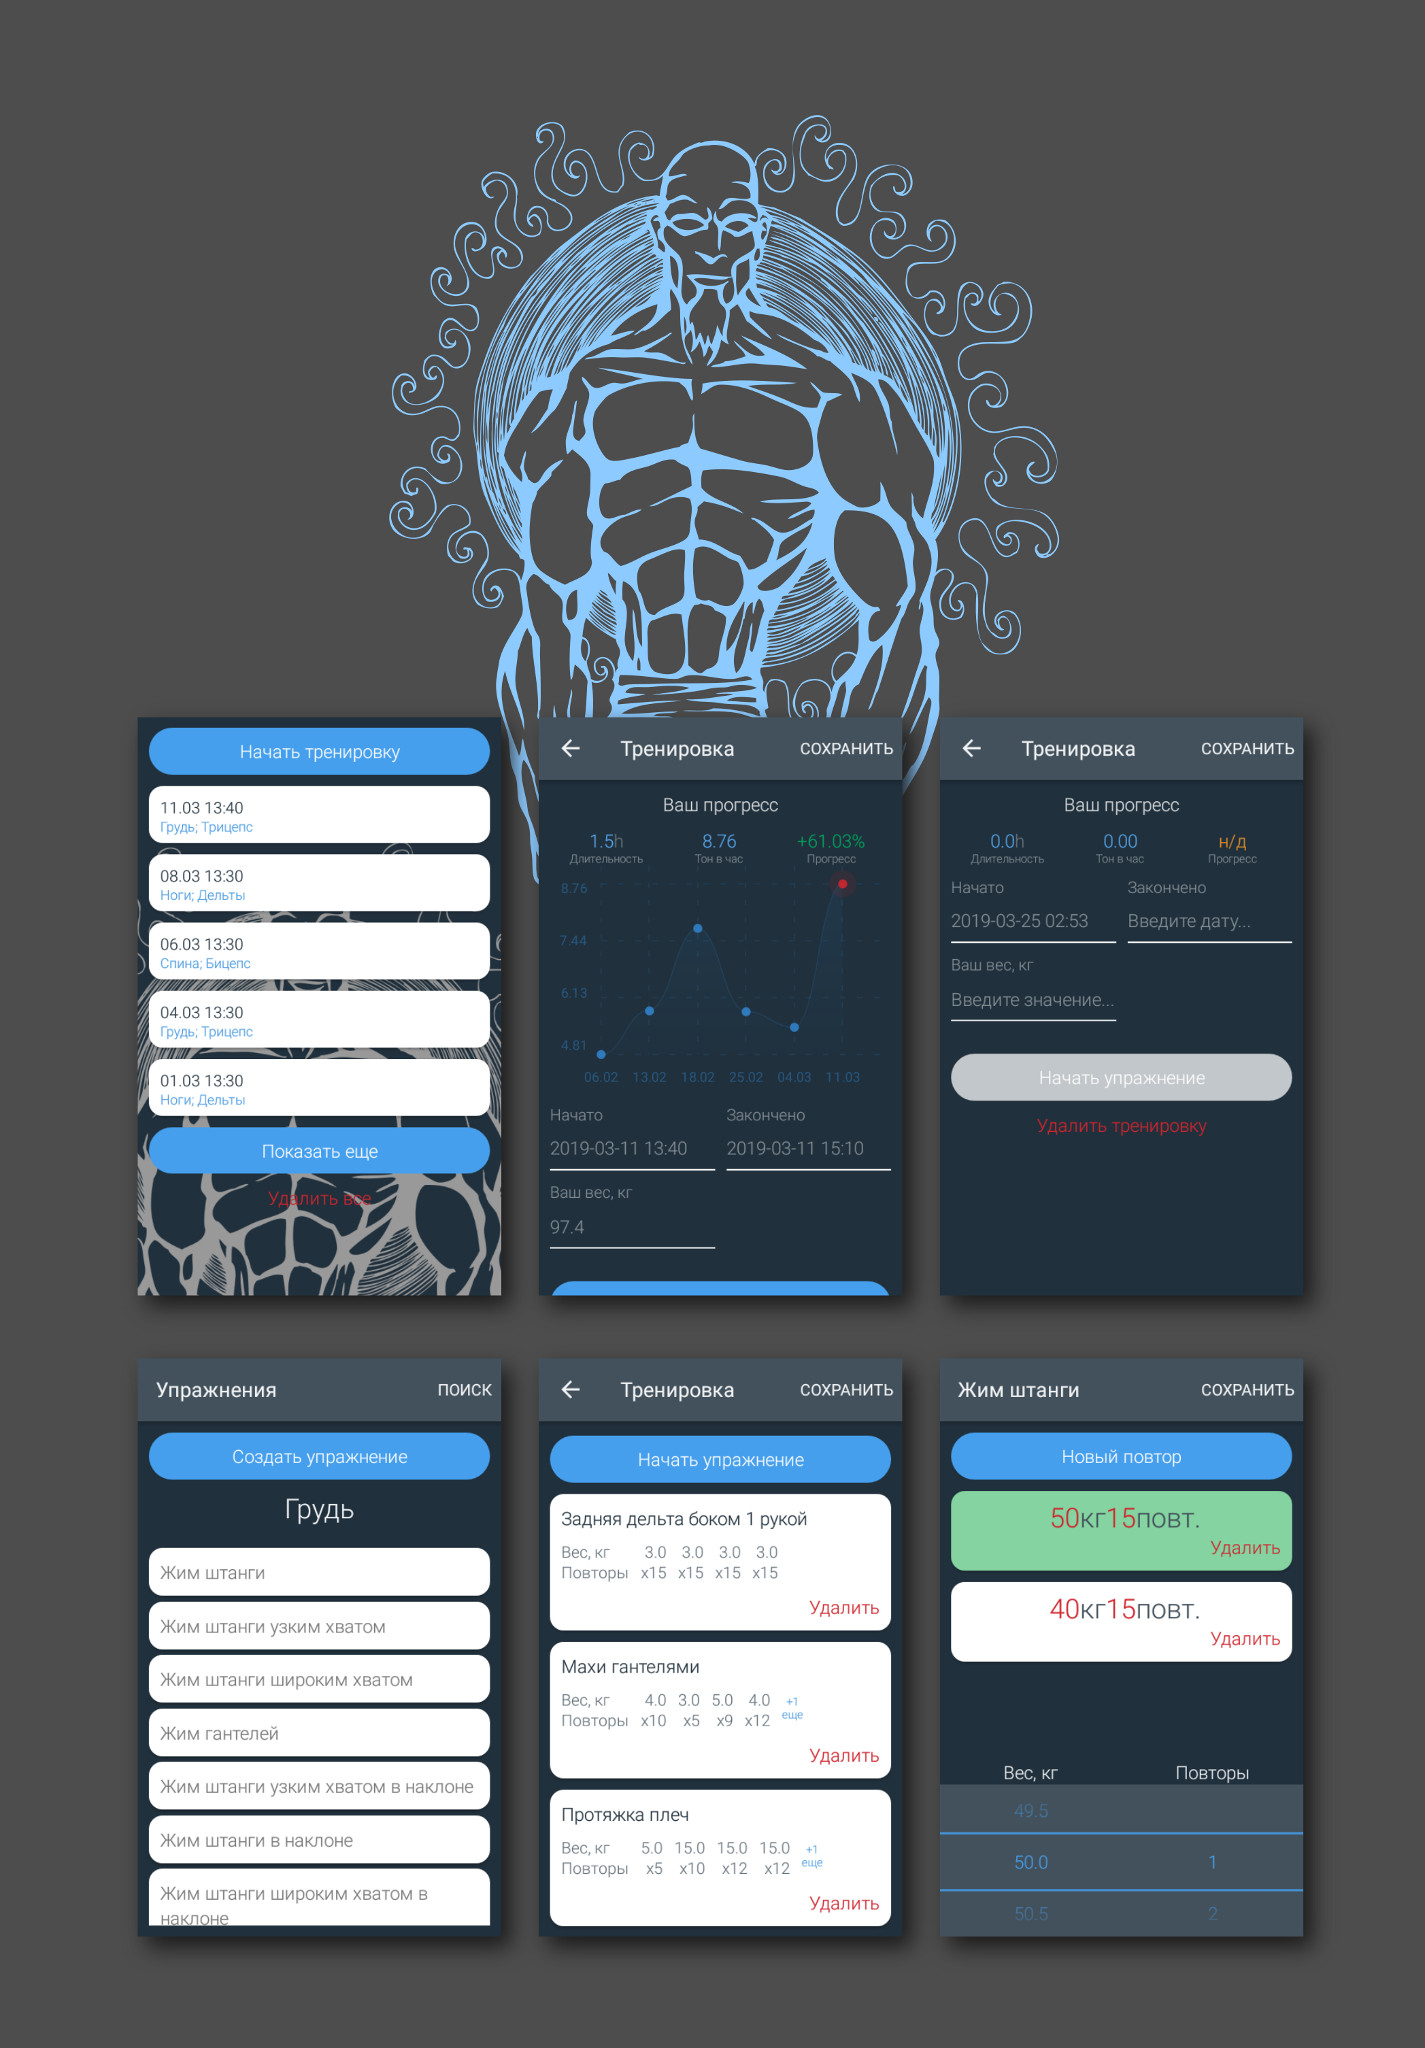 Начать тренировку
11.03 13:40
Грудь; Трицепс
08.03 13:30
Ноги; Дельты
06.03 13:30
Спина; Бицепс
04.03 13:30
Грудь; Трицепс
01.03 13:30
Ноги; Дельты
Показать еще
Удалить все
Тренировка СОХРАНИТЬ
Ваш прогресс
1.5h 8.76 +61.03%
Длительность Тон в час Прогресс
8.76
7.44
6.13
4.81
06.02 13.02 18.02 25.02 04.03 11.03
Начато Закончено
2019-03-11 13:40 2019-03-11 15:10
Ваш вес, кг
97.4
Тренировка СОХРАНИТЬ
Ваш прогресс
0.0h 0.00 н/д
Длительность Тон в час Прогресс
Начато Закончено
2019-03-25 02:53 Введите дату...
Ваш вес, кг
Введите значение...
Начать упражнение
Удалить тренировку
Упражнения ПОИСК
Создать упражнение
Грудь
Жим штанги
Жим штанги узким хватом
Жим штанги широким хватом
Жим гантелей
Жим штанги узким хватом в наклоне
Жим штанги в наклоне
Жим штанги широким хватом в
наклоне
Тренировка СОХРАНИТЬ
Начать упражнение
Задняя дельта боком 1 рукой
Вес, кг 3.0 3.0 3.0 3.0
Повторы x15 x15 x15 x15
Удалить
Махи гантелями
Вес, кг 4.0 3.0 5.0 4.0 +1
Повторы x10 x5 x9 x12 еще
Удалить
Протяжка плеч
Вес, кг 5.0 15.0 15.0 15.0 +1
Повторы x5 x10 x12 x12 еще
Удалить
Жим штанги СОХРАНИТЬ
Новый повтор
50кг15повт.
Удалить
40кг15повт.
Удалить
Вес, кг Повторы
49.5
50.0 1
50.5 2